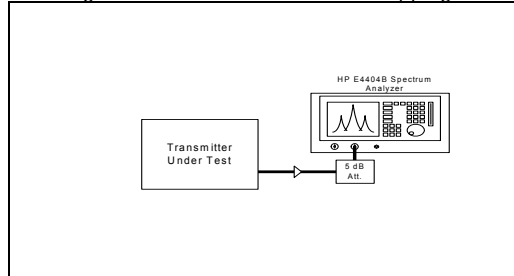 HP E4404B Spectrum
Analyzer
Transmitter
Under Test
5 dB
Att.